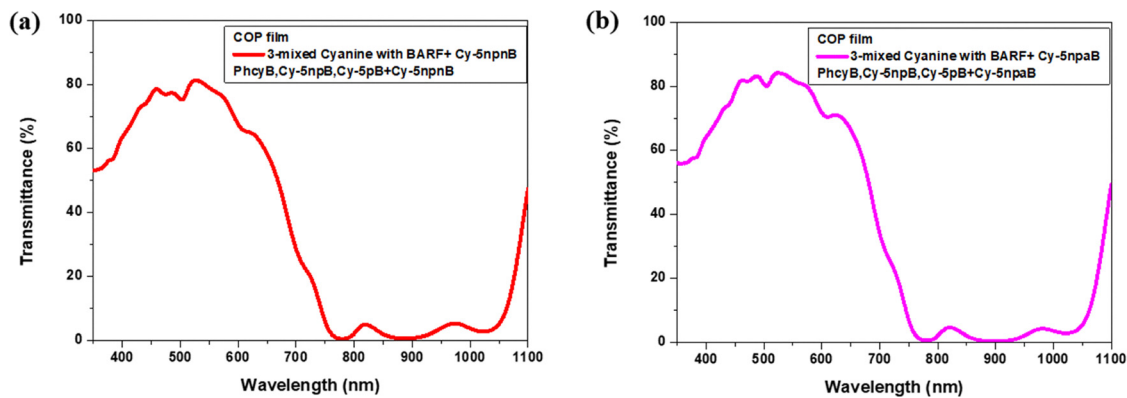 (a)
COP film
3-mixed Cyanine with BARF+ Cy-5npnB
PhcyB,Cy-5npB,Cy-5pB+Cy-5npnB
100
80
60
40
20
0
Transmittance (%)
400 500 600 700 800 900 1000 1100
Wavelength (nm)
(b)
COP film
3-mixed Cyanine with BARF+ Cy-5npaB
PhcyB,Cy-5npB,Cy-5pB+Cy-5npaB
100
80
60
40
20
0
Transmittance (%)
400 500 600 700 800 900 1000 1100
Wavelength (nm)